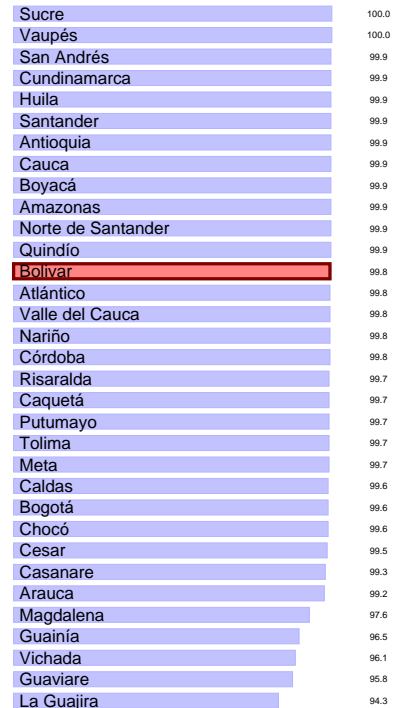 Sucre 100.0
Vaupés 100.0
San Andrés 99.9
Cundinamarca 99.9
Huila 99.9
Santander 99.9
Antioquia 99.9
Cauca 99.9
Boyacá 99.9
Amazonas 99.9
Norte de Santander 99.9
Quindío 99.9
Bolivar 99.8
Atlántico 99.8
Valle del Cauca 99.8
Nariño 99.8
Córdoba 99.8
Risaralda 99.7
Caquetá 99.7
Putumayo 99.7
Tolima 99.7
Meta 99.7
Caldas 99.6
Bogotá 99.6
Chocó 99.6
Cesar 99.5
Casanare 99.3
Arauca 99.2
Magdalena 97.6
Guainía 96.5
Vichada 96.1
Guaviare 95.8
La Guajira 94.3